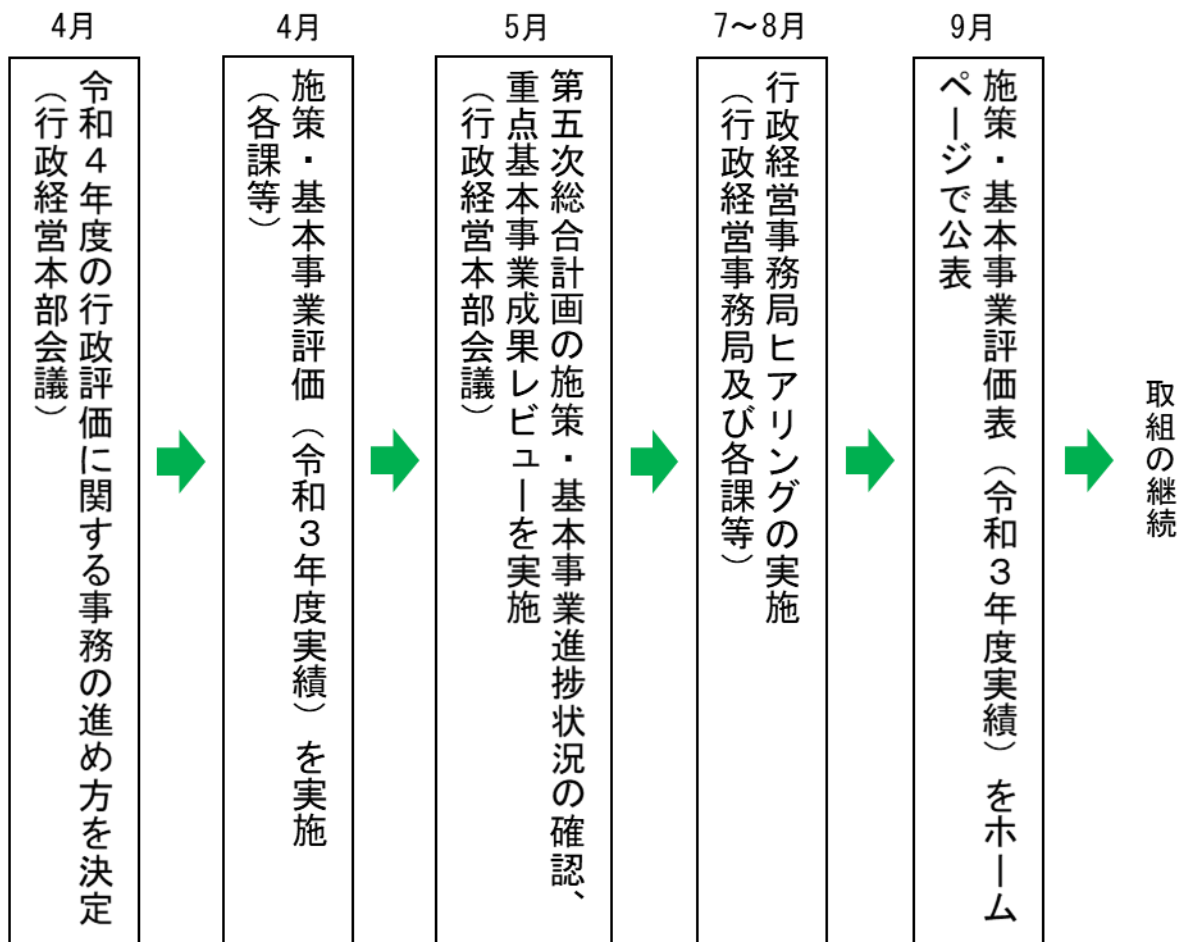 4月
令和４年度の行政評価に関する事務の進め方を決定
（行政経営本部会議）
4月
施策・基本事業評価（令和３年度実績）を実施
（各課等）
5月
第五次総合計画の施策・基本事業進捗状況の確認、
重点基本事業成果レビューを実施
（行政経営本部会議）
7～8月
行政経営事務局ヒアリングの実施
（行政経営事務局及び各課等）
9月
施策・基本事業評価表（令和３年度実績）をホーム
ページで公表
取組の継続